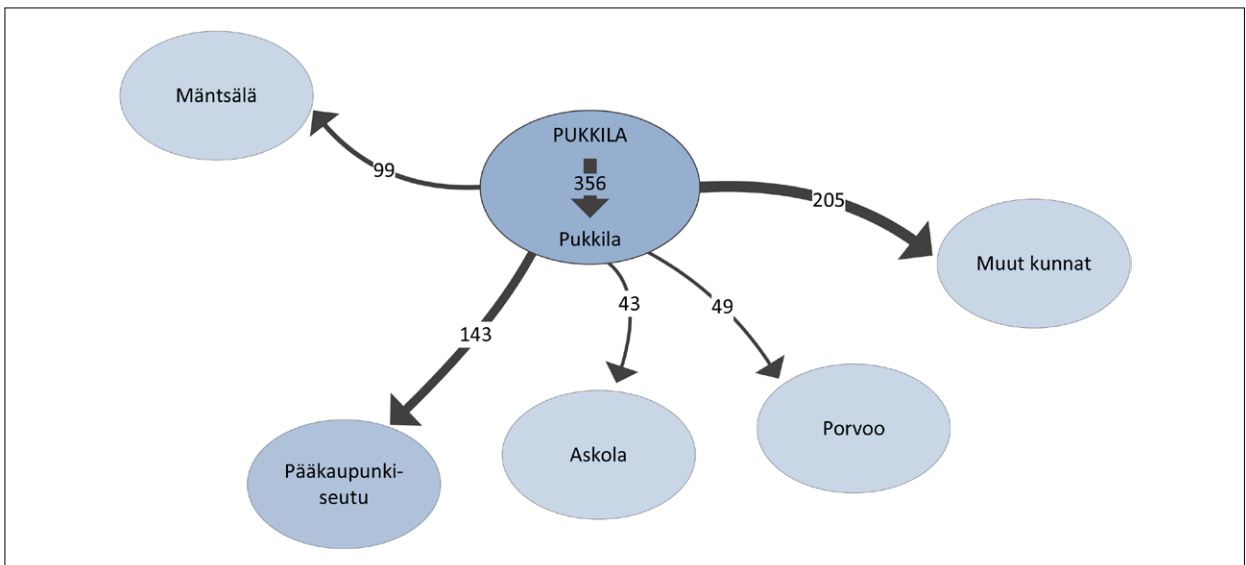 Mäntsälä
PUKKILA
99
356
205
Pukkila
Muut kunnat
43
49
143
Porvoo
Askola
Pääkaupunki-
seutu